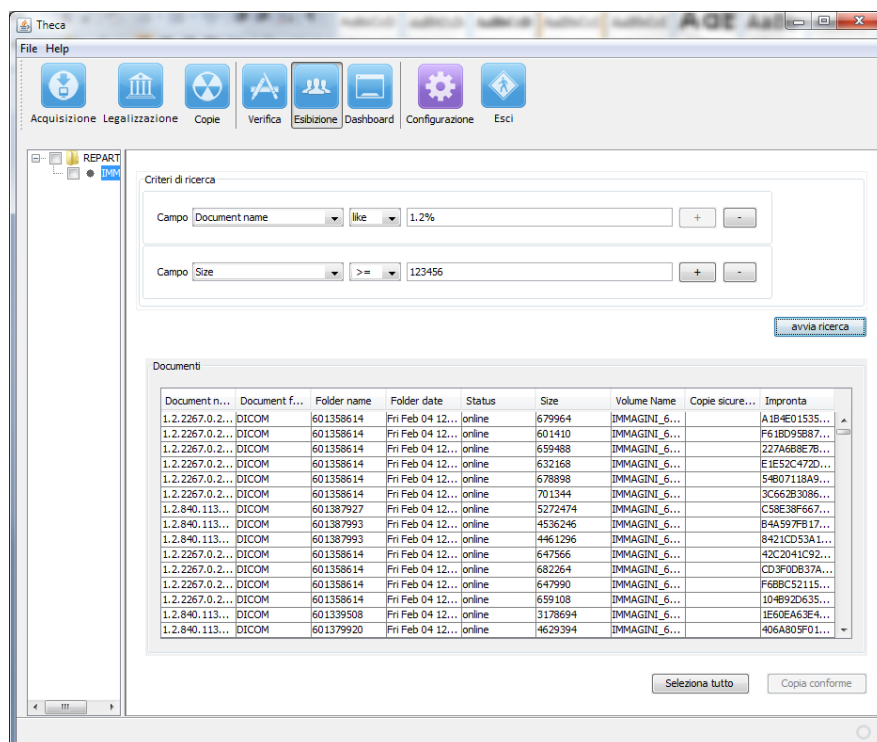 Theca
File Help
Acquisizione Legalizzazione Copie Verifica Esibizione Dashboard Configurazione Esci
REPART
IMM
Criteri di ricerca
Campo Document name like 1.2% + -
Campo Size >= 123456 + -
avvia ricerca
Documenti
Document n... Document f... Folder name Folder date Status Size Volume Name Copie sicure... Impronta
1.2.2267.0.2... DICOM 601358614 Fri Feb 04 12... online 679964 IMMAGINI_6... A1B4E01535...
1.2.2267.0.2... DICOM 601358614 Fri Feb 04 12... online 601410 IMMAGINI_6... F61BD95B87...
1.2.2267.0.2... DICOM 601358614 Fri Feb 04 12... online 659488 IMMAGINI_6... 227A6B8E7B...
1.2.2267.0.2... DICOM 601358614 Fri Feb 04 12... online 632168 IMMAGINI_6... E1E52C472D...
1.2.2267.0.2... DICOM 601358614 Fri Feb 04 12... online 678898 IMMAGINI_6... 54B07118A9...
1.2.2267.0.2... DICOM 601358614 Fri Feb 04 12... online 701344 IMMAGINI_6... 3C662B3086...
1.2.840.113... DICOM 601387927 Fri Feb 04 12... online 5272474 IMMAGINI_6... C58E38F667...
1.2.840.113... DICOM 601387993 Fri Feb 04 12... online 4536246 IMMAGINI_6... B4A597FB17...
1.2.840.113... DICOM 601387993 Fri Feb 04 12... online 4461296 IMMAGINI_6... 8421CD53A1...
1.2.2267.0.2... DICOM 601358614 Fri Feb 04 12... online 647566 IMMAGINI_6... 42C2041C92...
1.2.2267.0.2... DICOM 601358614 Fri Feb 04 12... online 682264 IMMAGINI_6... CD3F0DB37A...
1.2.2267.0.2... DICOM 601358614 Fri Feb 04 12... online 647990 IMMAGINI_6... F6BBC52115...
1.2.2267.0.2... DICOM 601358614 Fri Feb 04 12... online 659108 IMMAGINI_6... 104B92D635...
1.2.840.113... DICOM 601339508 Fri Feb 04 12... online 3178694 IMMAGINI_6... 1E60EA63E4...
1.2.840.113... DICOM 601379920 Fri Feb 04 12... online 4629394 IMMAGINI_6... 406A805F01...
Seleziona tutto Copia conforme